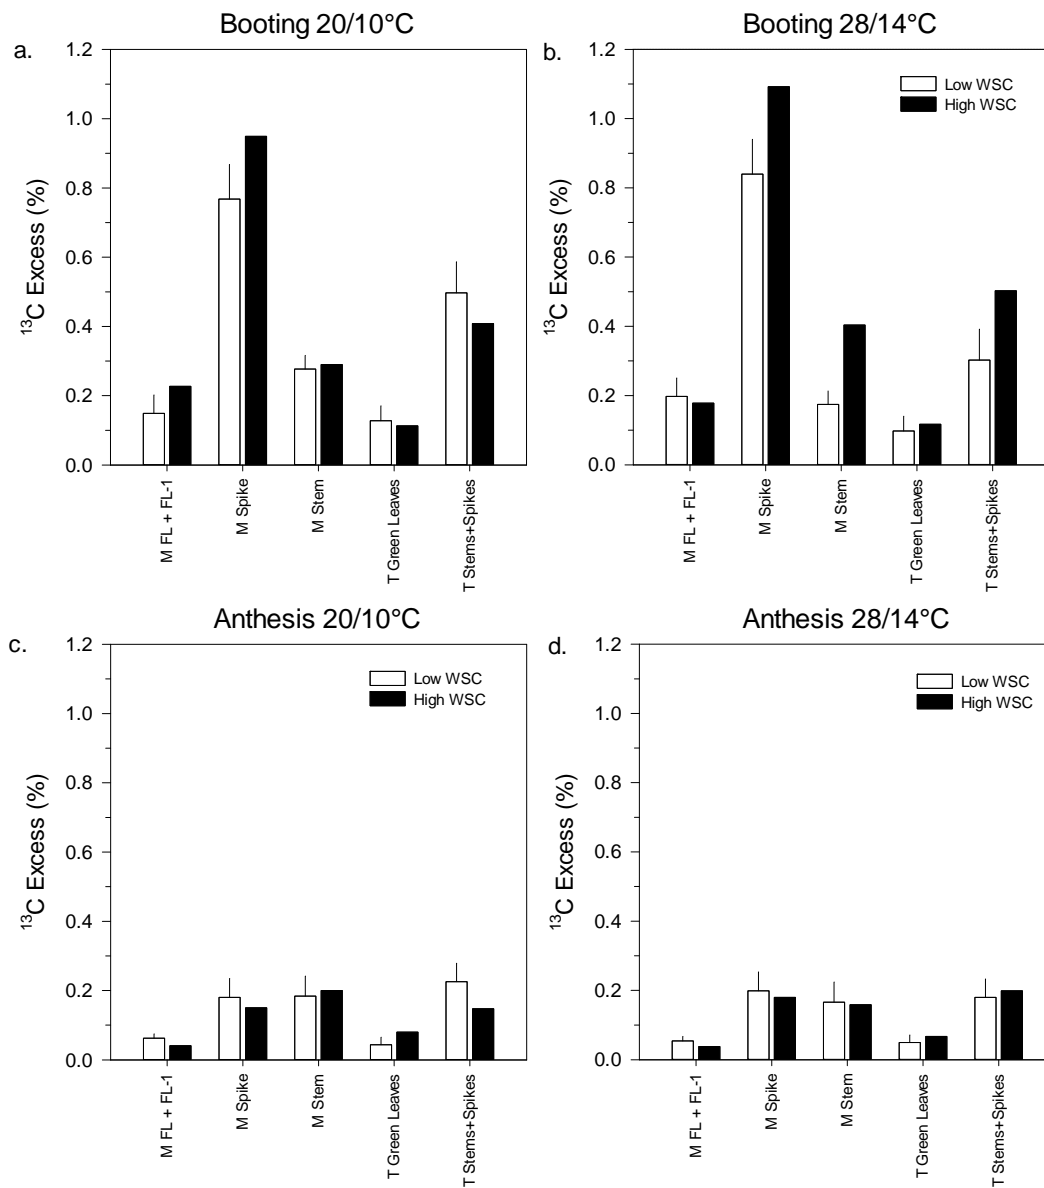 Booting 20/10°C
a.
1.2
1.0
0.8
0.6
0.4
0.2
0.0
¹³C Excess (%)
M FL + FL-1
M Spike
M Stem
T Green Leaves
T Stems+Spikes
Booting 28/14°C
b.
Low WSC
High WSC
1.2
1.0
0.8
0.6
0.4
0.2
0.0
¹³C Excess (%)
M FL + FL-1
M Spike
M Stem
T Green Leaves
T Stems+Spikes
Anthesis 20/10°C
c.
Low WSC
High WSC
1.2
1.0
0.8
0.6
0.4
0.2
0.0
¹³C Excess (%)
M FL + FL-1
M Spike
M Stem
T Green Leaves
T Stems+Spikes
Anthesis 28/14°C
d.
Low WSC
High WSC
1.2
1.0
0.8
0.6
0.4
0.2
0.0
¹³C Excess (%)
M FL + FL-1
M Spike
M Stem
T Green Leaves
T Stems+Spikes